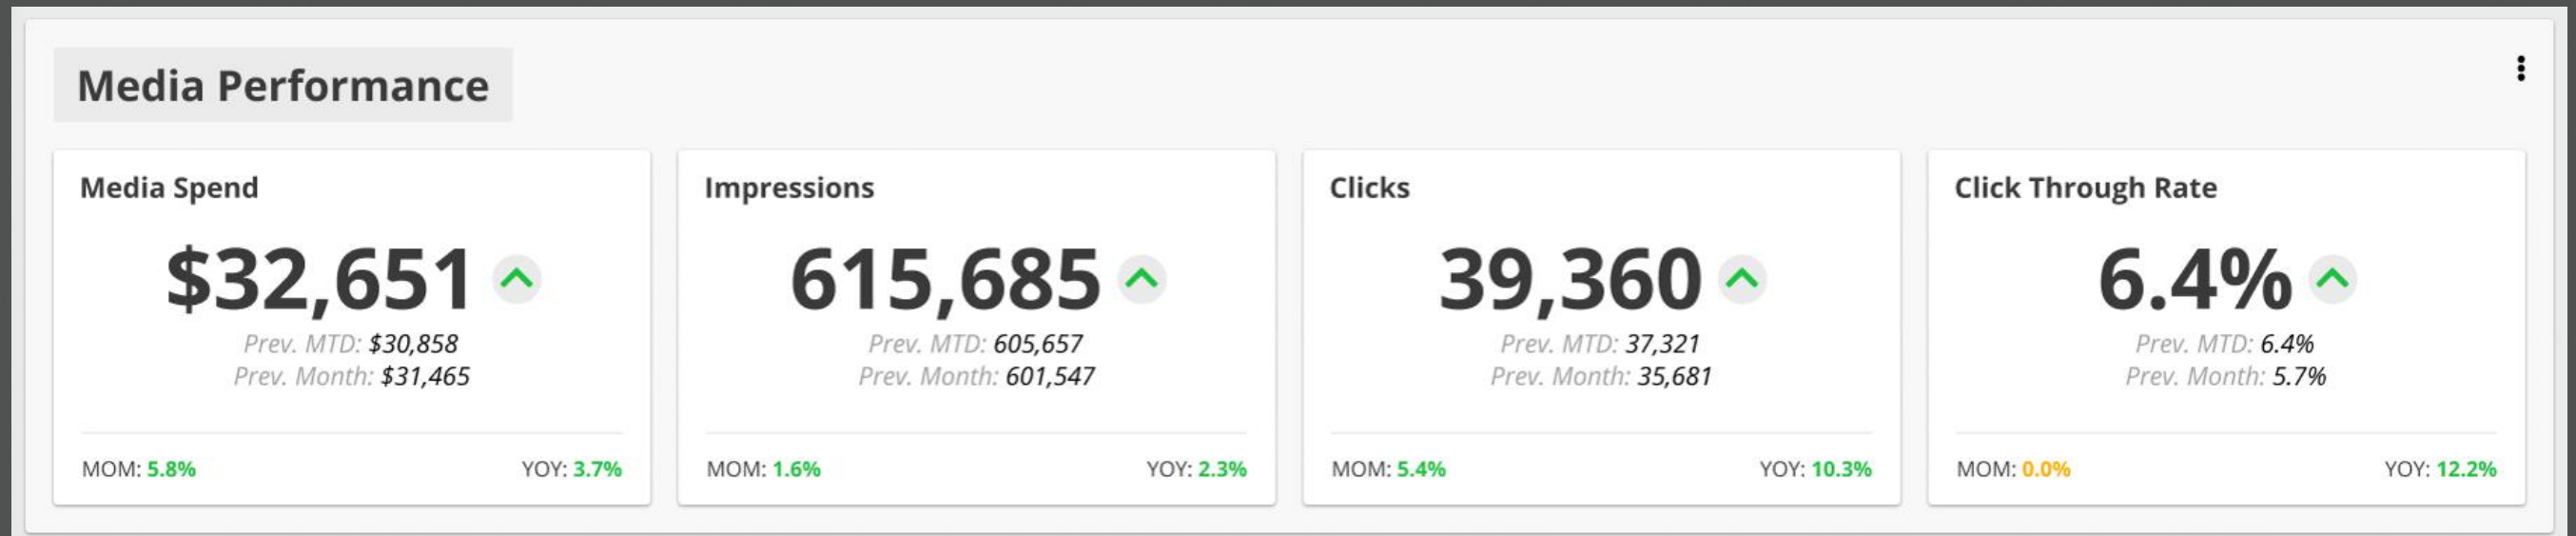 Media Performance
Media Spend
$32,651
Prev. MTD: $30,858
Prev. Month: $31,465
MOM: 5.8%
YOY: 3.7%
Impressions
615,685
Prev. MTD: 605,657
Prev. Month: 601,547
MOM: 1.6%
YOY: 2.3%
Clicks
39,360
Prev. MTD: 37,321
Prev. Month: 35,681
MOM: 5.4%
YOY: 10.3%
Click Through Rate
6.4%
Prev. MTD: 6.4%
Prev. Month: 5.7%
MOM: 0.0%
YOY: 12.2%